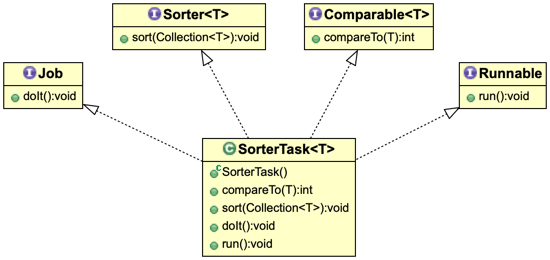 I Sorter<T>
sort(Collection<T>):void
I Comparable<T>
compareTo(T):int
I Job
doIt():void
I Runnable
run():void
C SorterTask<T>
C SorterTask()
compareTo(T):int
sort(Collection<T>):void
doIt():void
run():void